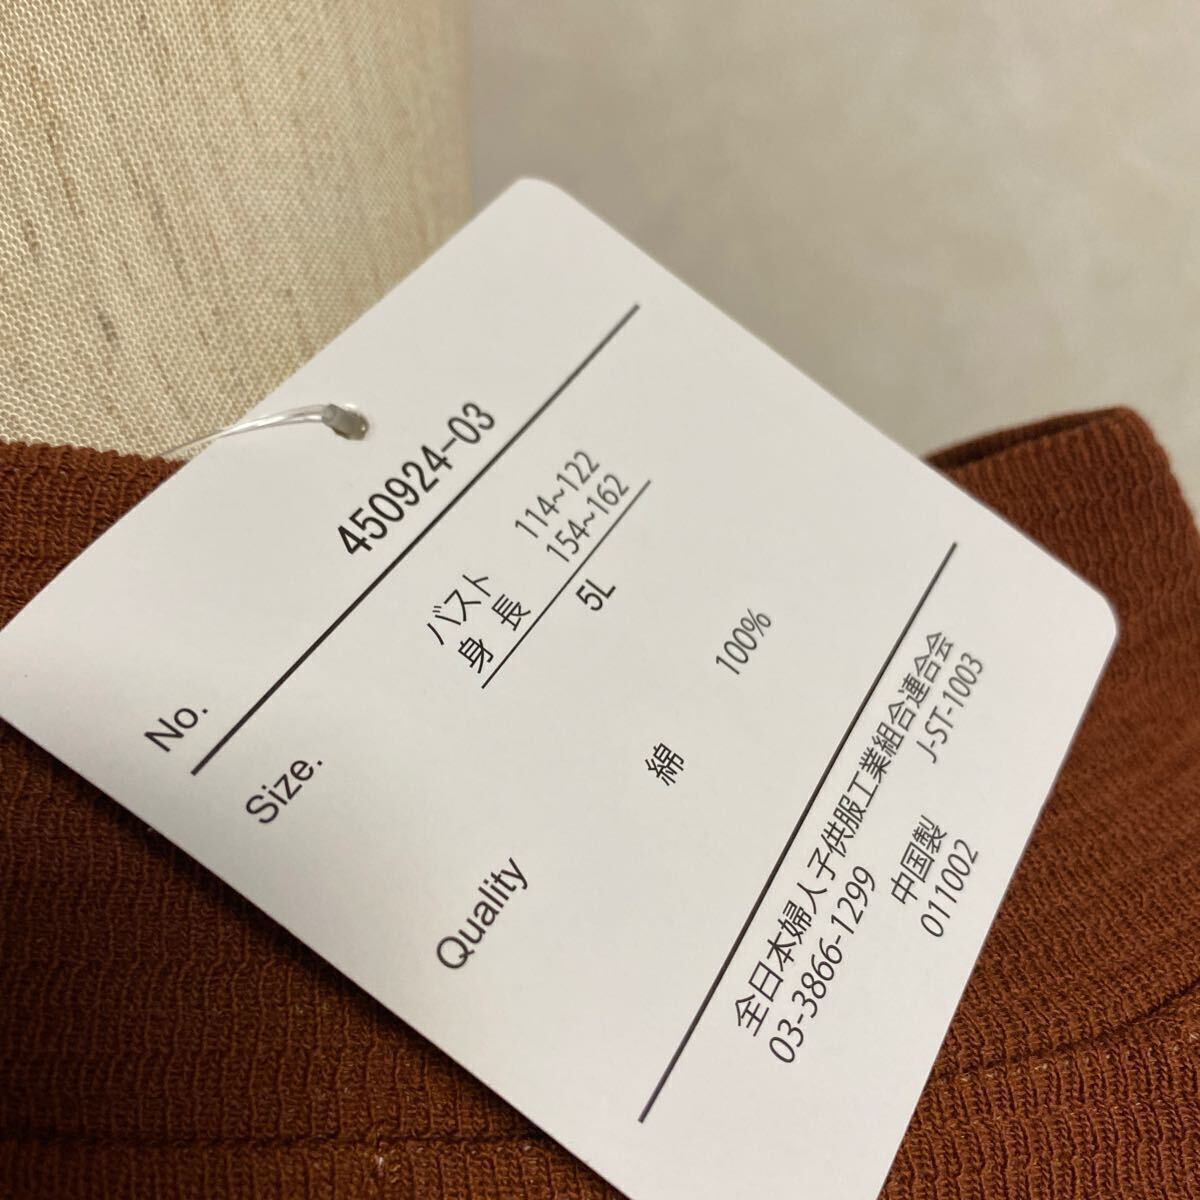 No. 450924-03
Size.
バスト 114~122
身長 154~162
5L
Quality
綿 100%
全日本婦人子供服工業組合連合会
03-3866-1299 J-ST-1003
中国製
011002